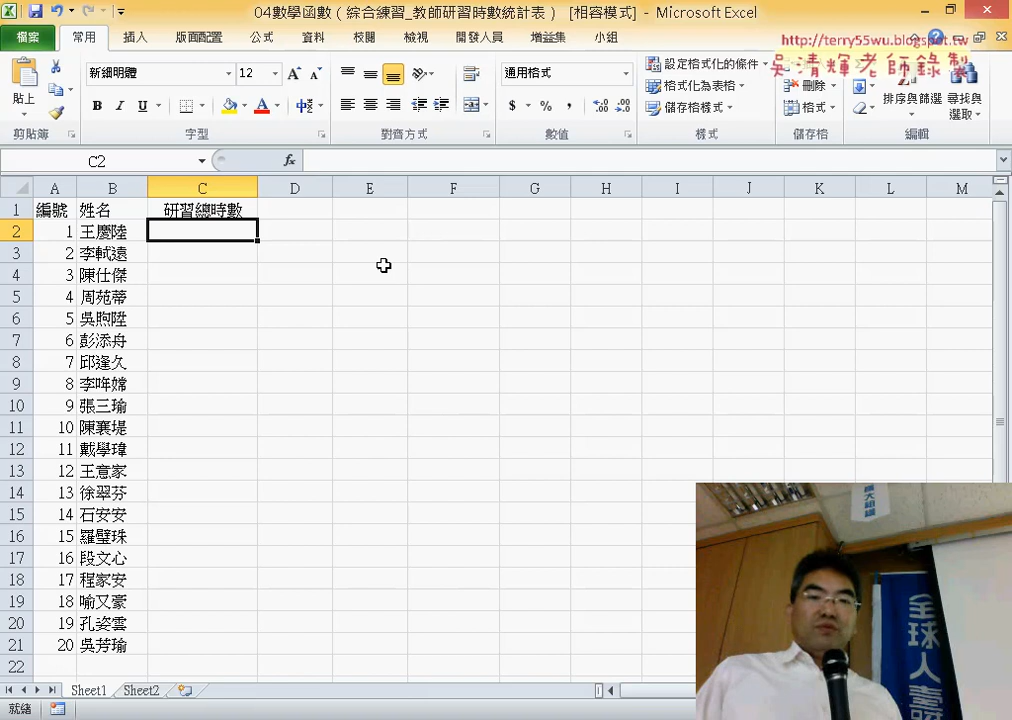 04數學函數（綜合練習_教師研習時數統計表） [相容模式] - Microsoft Excel
檔案 常用 插入 版面配置 公式 資料 校閱 檢視 開發人員 增益集 小組
http://terry55wu.blogspot.tw
吳清輝老師錄製
貼上
新細明體 12
B I U
中文
通用格式
$ % ,
設定格式化的條件
格式化為表格
儲存格樣式
刪除
格式
Σ
排序與篩選 尋找與選取
剪貼簿 字型 對齊方式 數值 樣式 儲存格 編輯
C2 fx
A B C D E F G H I J K L M
1 編號 姓名 研習總時數
2 1 王慶陸
3 2 李軾遠
4 3 陳仕傑
5 4 周苑蒂
6 5 吳煦陞
7 6 彭添舟
8 7 邱逢久
9 8 李哖嫦
10 9 張三瑜
11 10 陳襄堤
12 11 戴學瑋
13 12 王意家
14 13 徐翠芬
15 14 石安安
16 15 羅璧珠
17 16 段文心
18 17 程家安
19 18 喻又豪
20 19 孔姿雲
21 20 吳芳瑜
22
Sheet1 Sheet2
就緒
全球人壽